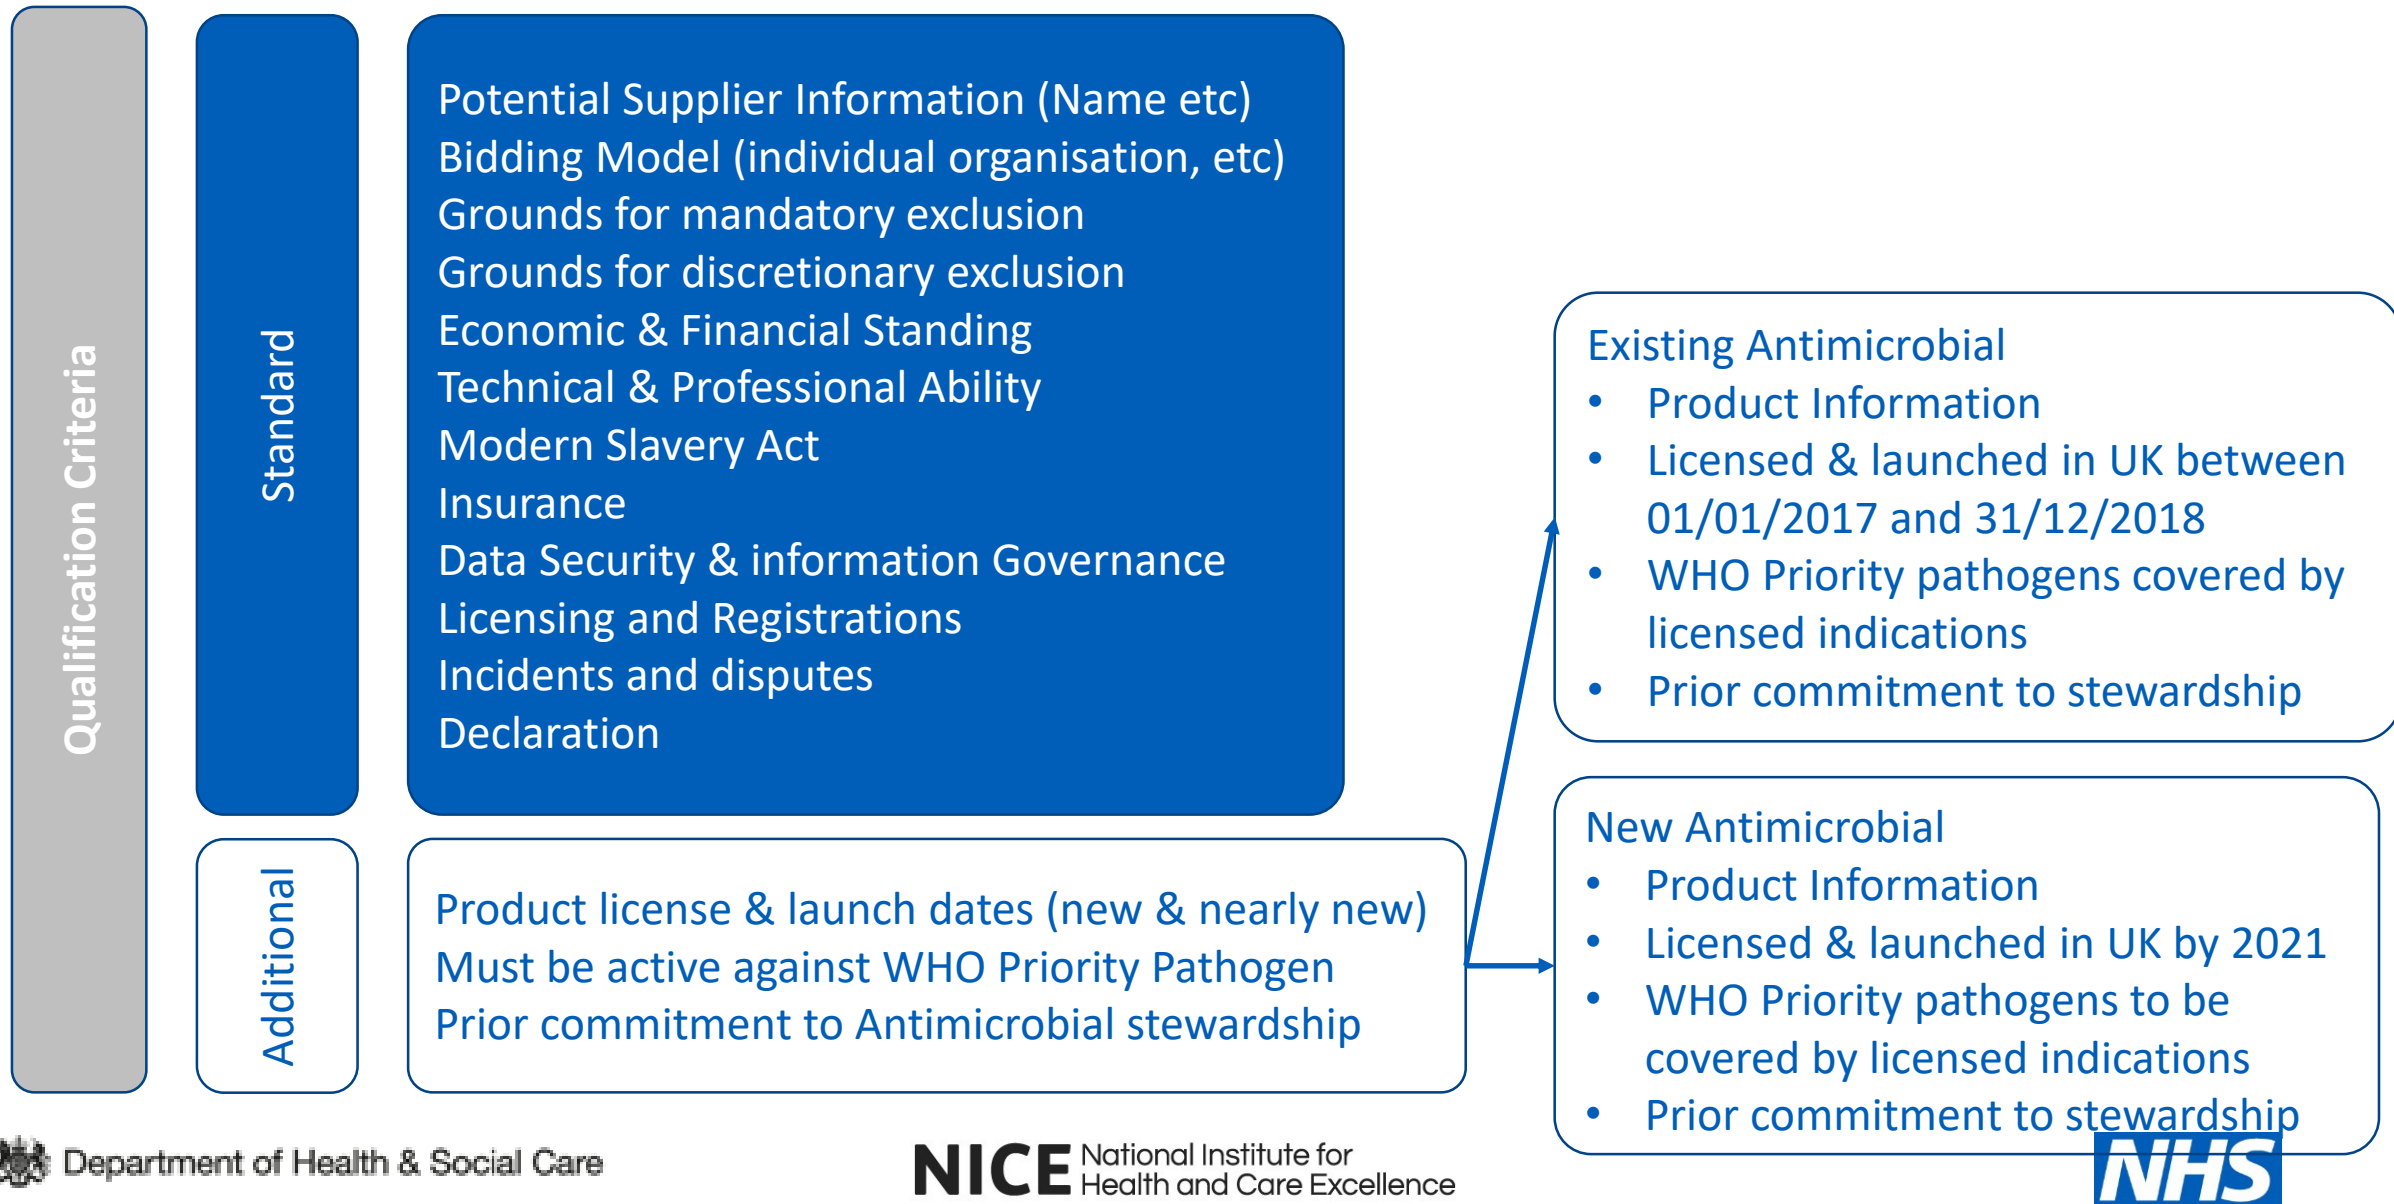 Qualification Criteria
Standard
Potential Supplier Information (Name etc)
Bidding Model (individual organisation, etc)
Grounds for mandatory exclusion
Grounds for discretionary exclusion
Economic & Financial Standing
Technical & Professional Ability
Modern Slavery Act
Insurance
Data Security & information Governance
Licensing and Registrations
Incidents and disputes
Declaration
Additional
Product license & launch dates (new & nearly new)
Must be active against WHO Priority Pathogen
Prior commitment to Antimicrobial stewardship
Existing Antimicrobial
• Product Information
• Licensed & launched in UK between
01/01/2017 and 31/12/2018
• WHO Priority pathogens covered by
licensed indications
• Prior commitment to stewardship
New Antimicrobial
• Product Information
• Licensed & launched in UK by 2021
• WHO Priority pathogens to be
covered by licensed indications
• Prior commitment to stewardship
Department of Health & Social Care
NICE National Institute for
Health and Care Excellence
NHS